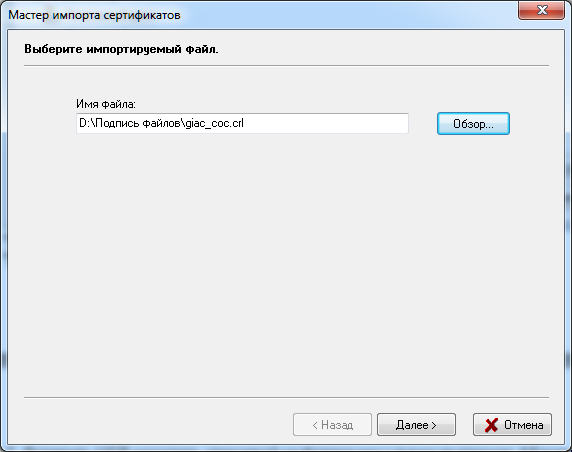 Мастер импорта сертификатов
Выберите импортируемый файл.
Имя файла:
D:\Подпись файлов\giac_coc.crl
Обзор...
< Назад
Далее >
Отмена